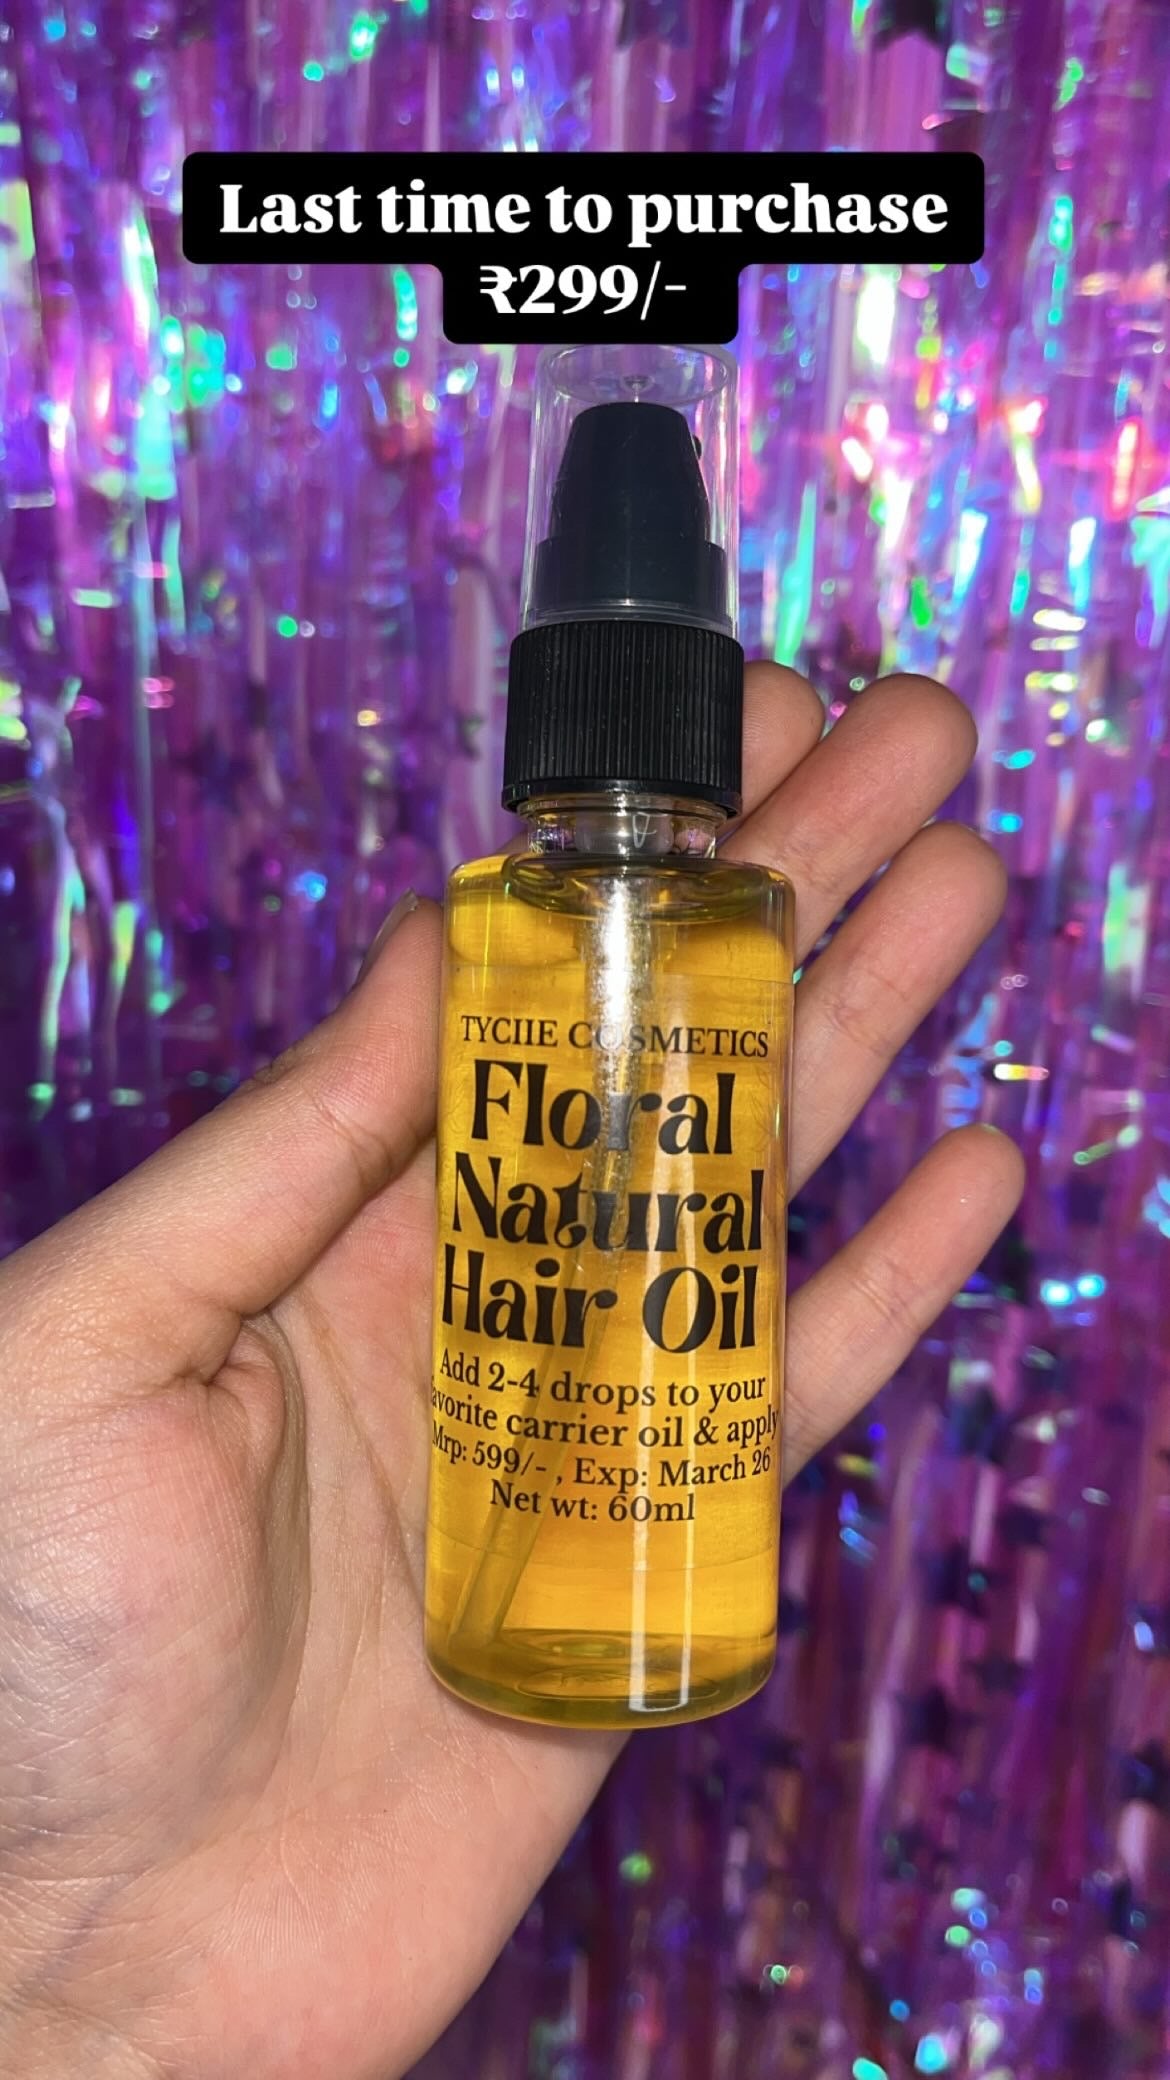 Last time to purchase
₹299/-
TYCHE COSMETICS
Floral
Natural
Hair Oil
Add 2-4 drops to your
favorite carrier oil & apply
Mrp: 599/- , Exp: March 26
Net wt: 60ml